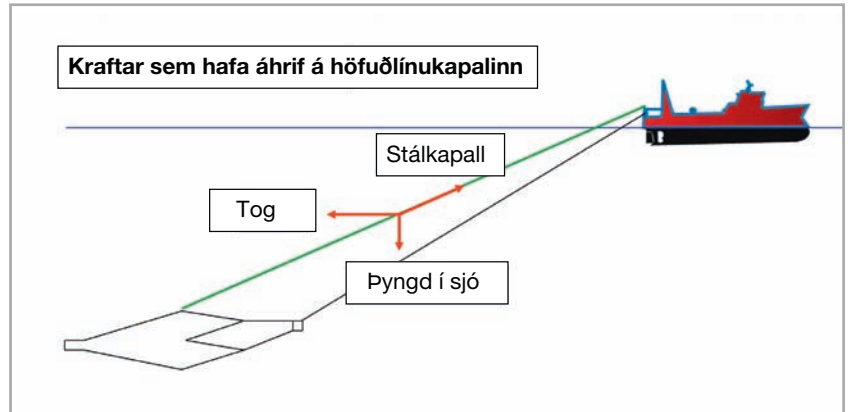 Kraftar sem hafa áhrif á höfuðlínukapalinn
Stálkapall
Tog
Þyngd í sjó